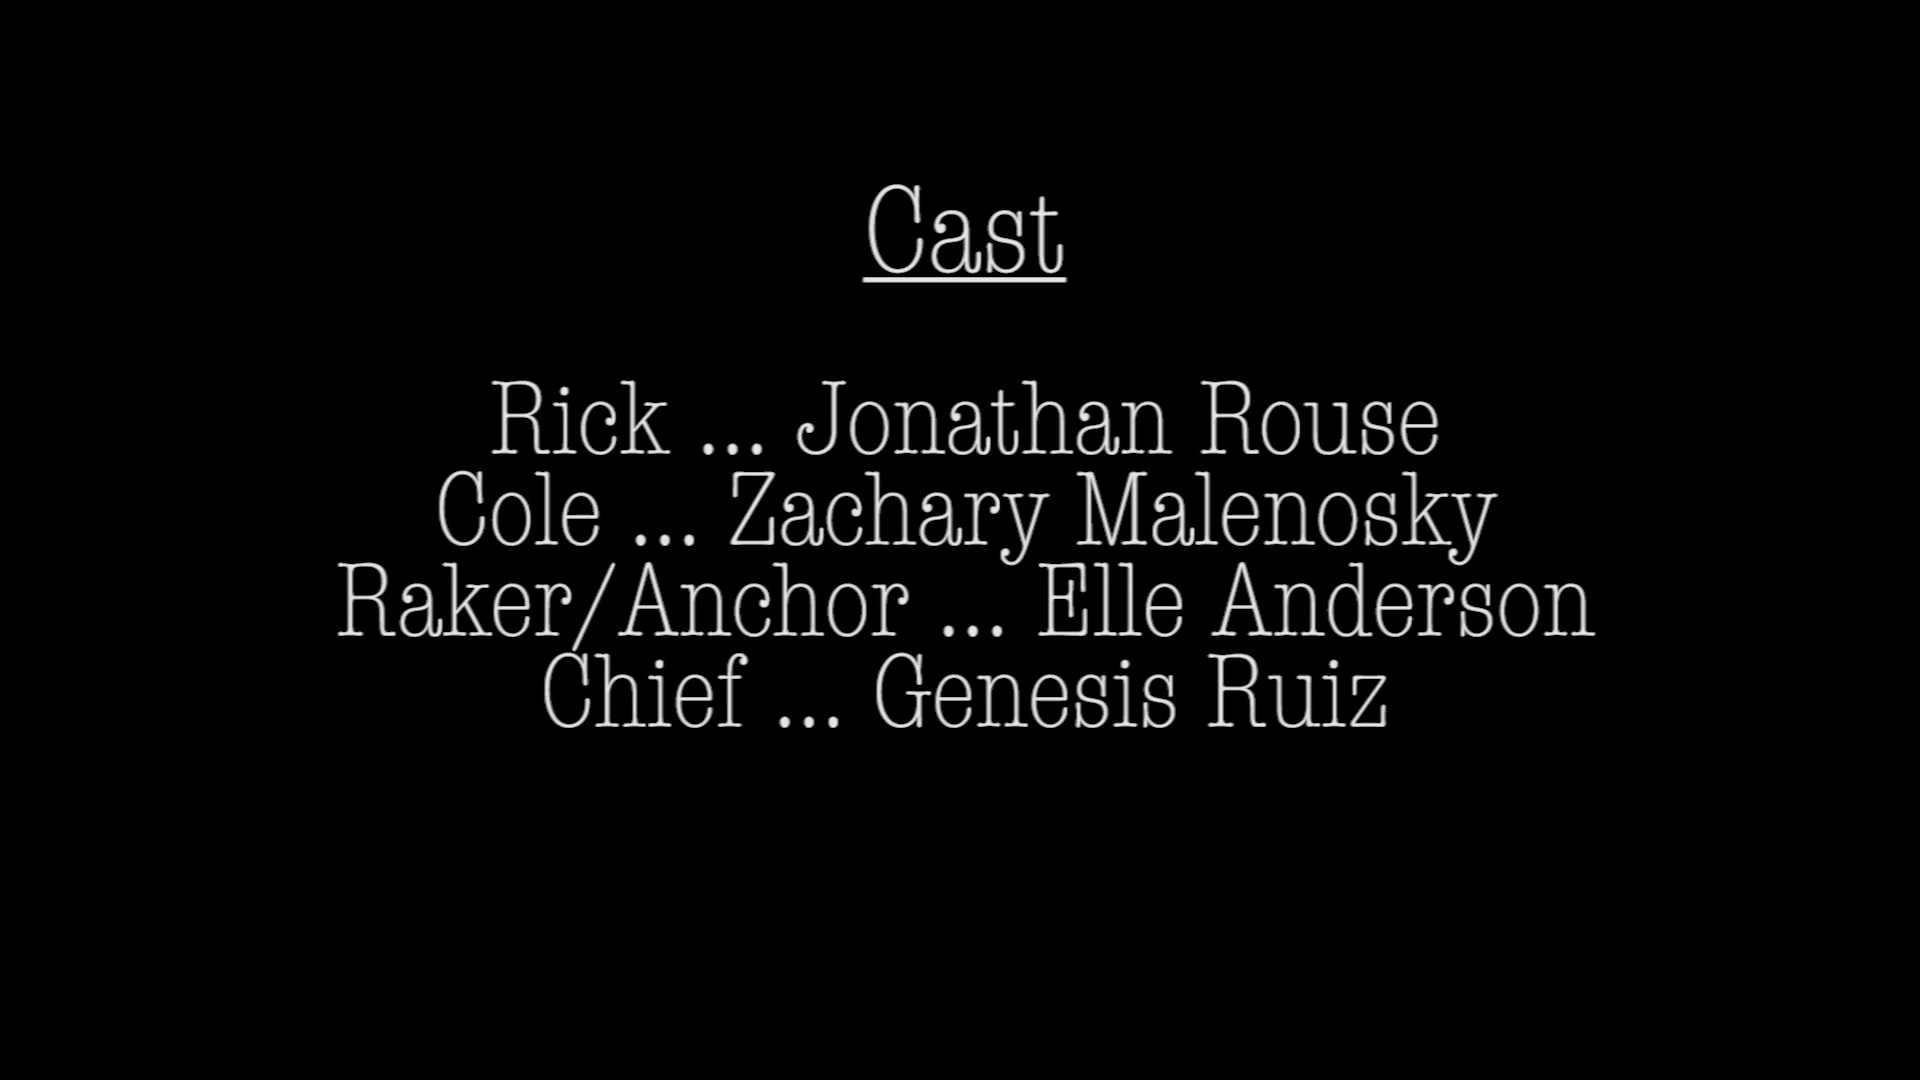 Cast
Rick ... Jonathan Rouse
Cole ... Zachary Malenosky
Raker/Anchor ... Elle Anderson
Chief ... Genesis Ruiz